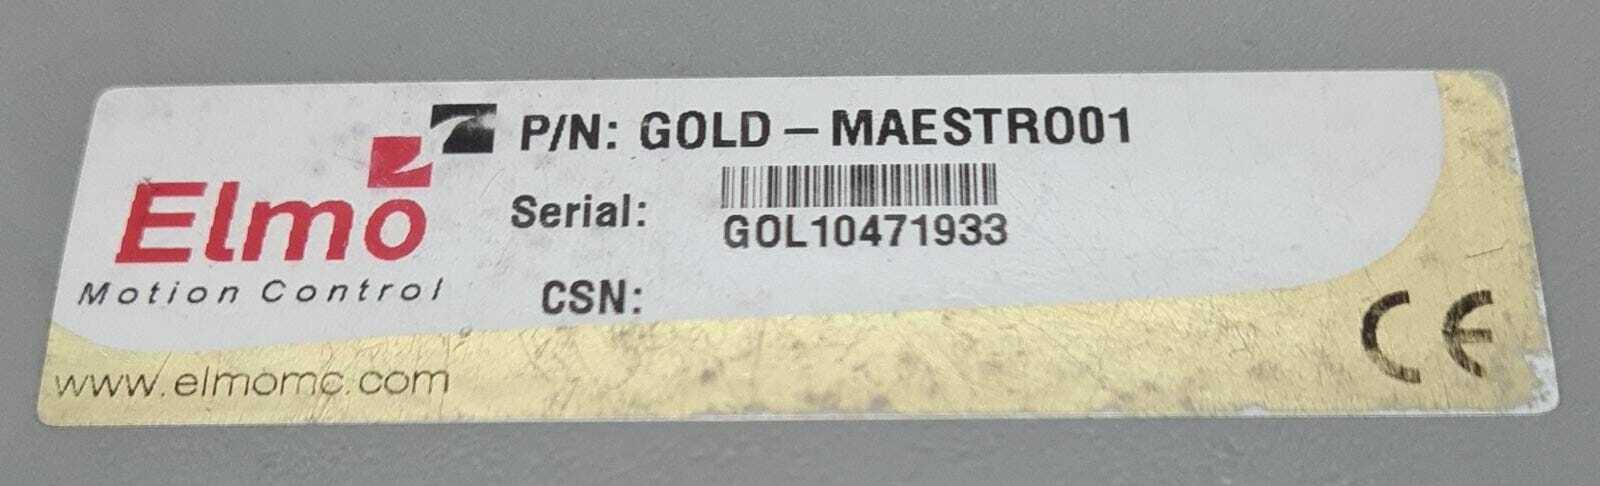 P/N: GOLD – MAESTRO01
Elmo
Motion Control
Serial:
GOL10471933
CSN:
www.elmomc.com
CE